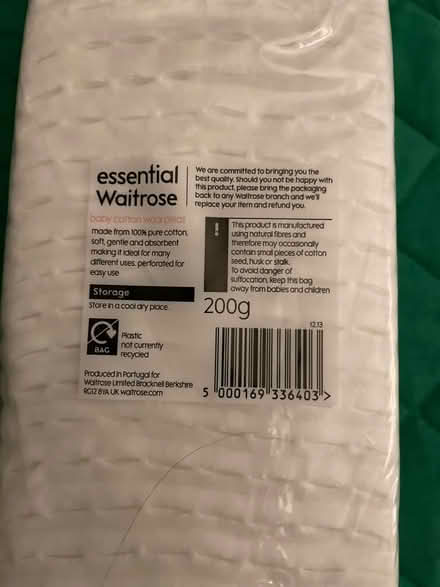 essential
Waitrose
baby cotton wool pleat
made from 100% pure cotton.
soft, gentle and absorbent
making it ideal for many
different uses. perforated for
easy use
Storage
Store in a cool dry place.
BAG
Plastic
not currently
recycled
Produced in Portugal for
Waitrose Limited Bracknell Berkshire
RG12 8YA UK waitrose.com
We are committed to bringing you the
best quality. Should you not be happy with
this product, please bring the packaging
back to any Waitrose branch and we'll
replace your item and refund you.
!
This product is manufactured
using natural fibres and
therefore may occasionally
contain small pieces of cotton
seed, husk or stalk.
To avoid danger of
suffocation, keep this bag
away from babies and children
200g
12.13
5 000169 336403 >